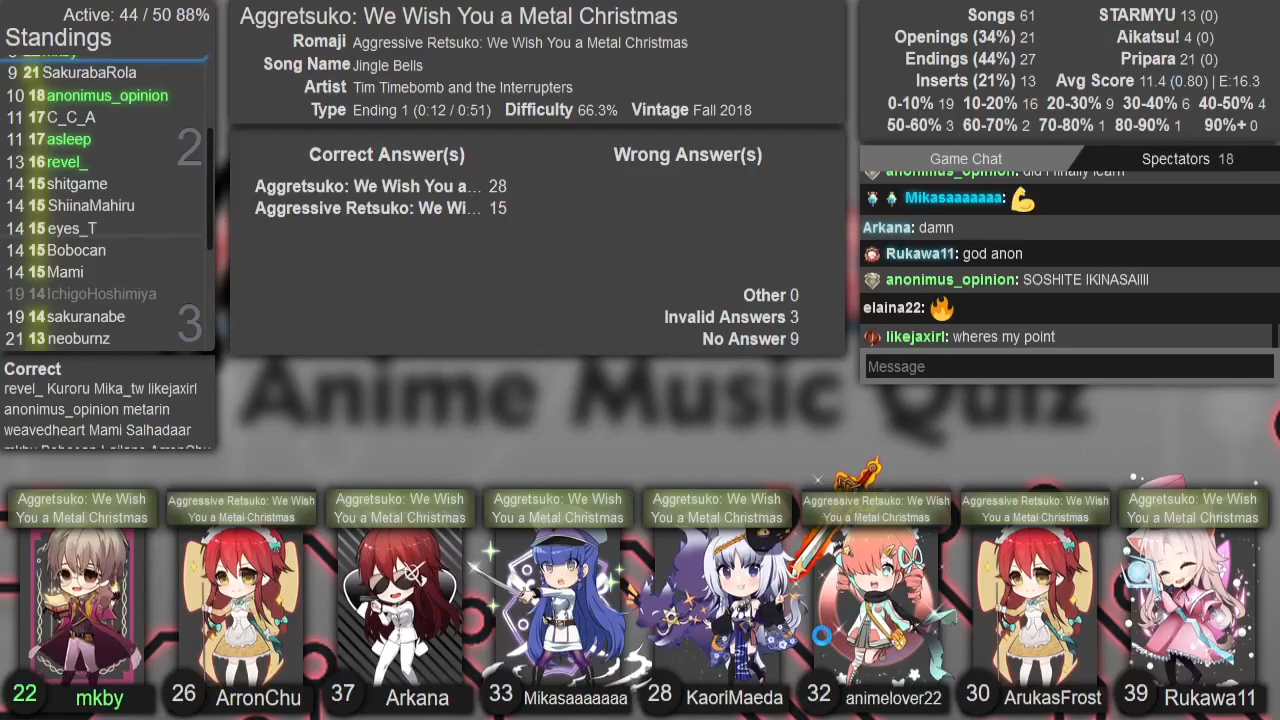 Active: 44 / 50 88%
Standings
9 21 SakurabaRola
10 18 anonimus_opinion
11 17 C_C_A
11 17 asleep
13 16 revel_
2
14 15 shitgame
14 15 ShiinaMahiru
14 15 eyes_T
14 15 Bobocan
14 15 Mami
19 14 IchigoHoshimiya
19 14 sakuranabe
3
21 13 neoburnz
Correct
revel_ Kuroru Mika_tw likejaxirl
anonimus_opinion metarin
weavedheart Mami Salhadaar
Aggretsuko: We Wish You a Metal Christmas
Romaji Aggressive Retsuko: We Wish You a Metal Christmas
Song Name Jingle Bells
Artist Tim Timebomb and the Interrupters
Type Ending 1 (0:12 / 0:51) Difficulty 66.3% Vintage Fall 2018
Correct Answer(s) Wrong Answer(s)
Aggretsuko: We Wish You a... 28
Aggressive Retsuko: We Wi... 15
Other 0
Invalid Answers 3
No Answer 9
Songs 61 STARMYU 13 (0)
Openings (34%) 21 Aikatsu! 4 (0)
Endings (44%) 27 Pripara 21 (0)
Inserts (21%) 13 Avg Score 11.4 (0.80) | E:16.3
0-10% 19 10-20% 16 20-30% 9 30-40% 6 40-50% 4
50-60% 3 60-70% 2 70-80% 1 80-90% 1 90%+ 0
Game Chat Spectators 18
anonimus_opinion: did I finally learn
Mikasaaaaaaa:
Arkana: damn
Rukawa11: god anon
anonimus_opinion: SOSHITE IKINASAIIII
elaina22:
likejaxirl: wheres my point
Message
Anime Music Quiz
Aggretsuko: We Wish You a Metal Christmas
Aggressive Retsuko: We Wish You a Metal Christmas
Aggretsuko: We Wish You a Metal Christmas
Aggretsuko: We Wish You a Metal Christmas
Aggretsuko: We Wish You a Metal Christmas
Aggressive Retsuko: We Wish You a Metal Christmas
Aggressive Retsuko: We Wish You a Metal Christmas
Aggretsuko: We Wish You a Metal Christmas
22 mkby
26 ArronChu
37 Arkana
33 Mikasaaaaaaa
28 KaoriMaeda
32 animelover22
30 ArukasFrost
39 Rukawa11